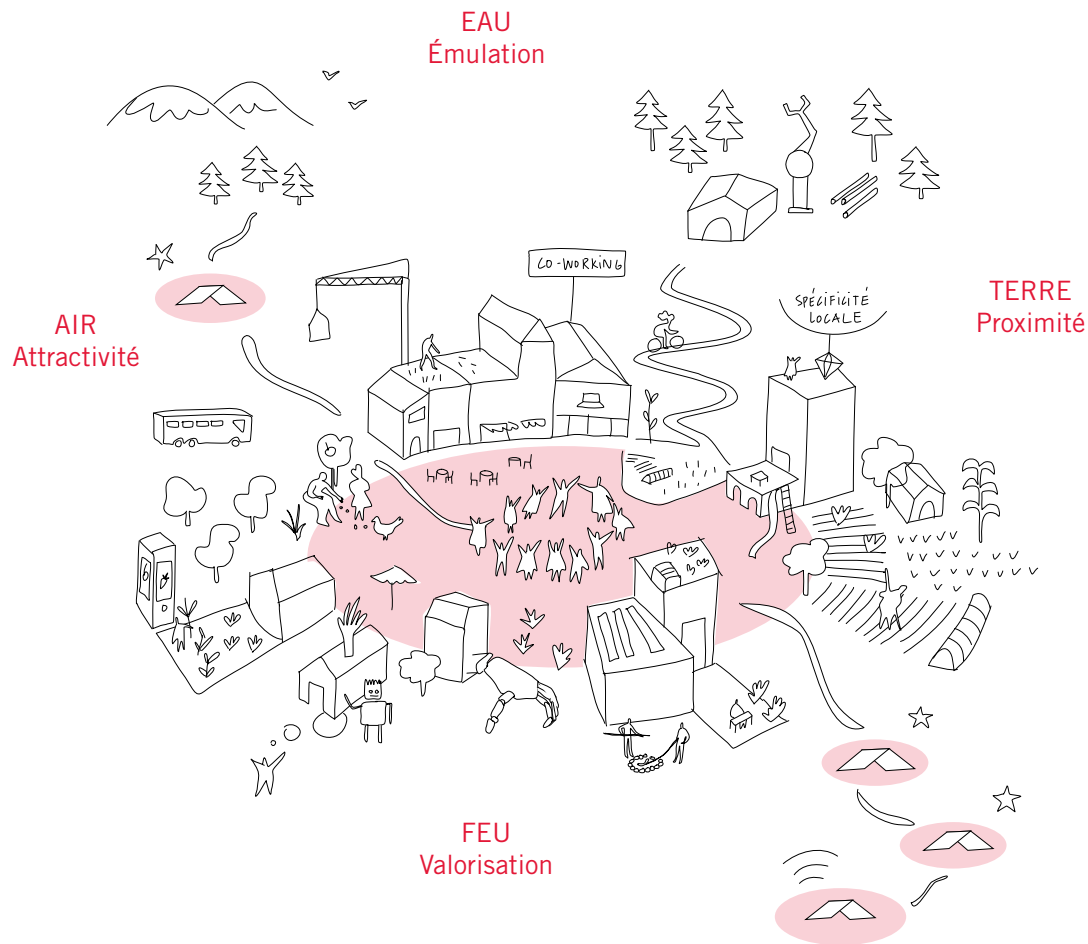 EAU
Émulation
CO-WORKING
SPÉCIFICITÉ
LOCALE
TERRE
Proximité
AIR
Attractivité
FEU
Valorisation